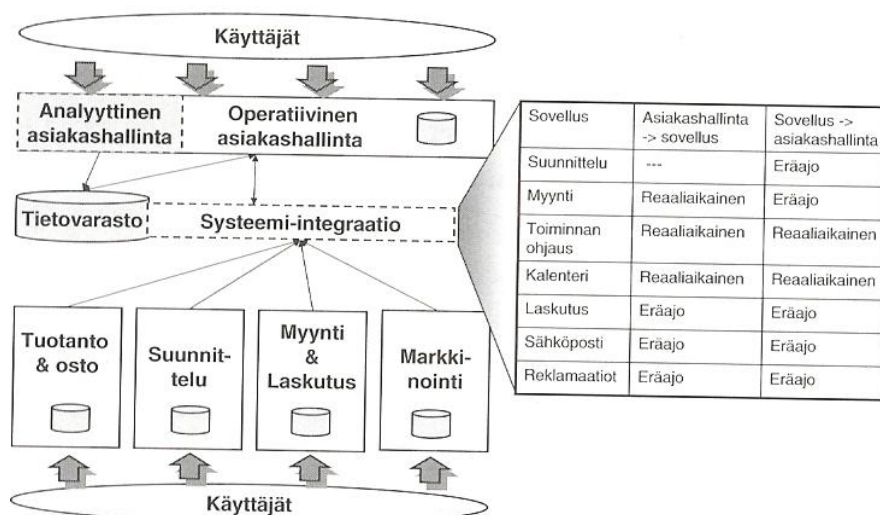 Käyttäjät
Analyyttinen
asiakashallinta
Operatiivinen
asiakashallinta
Tietovarasto
Systeemi-integraatio
Tuotanto
& osto
Suunnit-
telu
Myynti
&
Laskutus
Markki-
nointi
Käyttäjät
Sovellus
Asiakashallinta
-> sovellus
Sovellus ->
asiakashallinta
Suunnittelu
---
Eräajo
Myynti
Reaaliaikainen
Eräajo
Toiminnan
ohjaus
Reaaliaikainen
Reaaliaikainen
Kalenteri
Reaaliaikainen
Reaaliaikainen
Laskutus
Eräajo
Eräajo
Sähköposti
Eräajo
Eräajo
Reklamaatiot
Eräajo
Eräajo